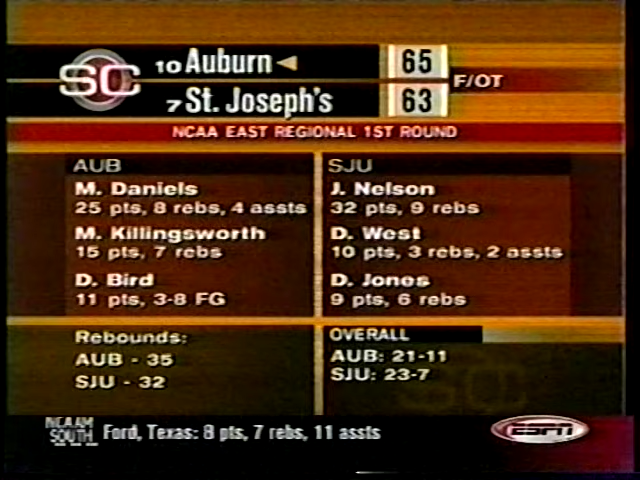 SC
10 Auburn 65
7 St. Joseph's 63
F/OT
NCAA EAST REGIONAL 1ST ROUND
AUB
M. Daniels
25 pts, 8 rebs, 4 assts
M. Killingsworth
15 pts, 7 rebs
D. Bird
11 pts, 3-8 FG
SJU
J. Nelson
32 pts, 9 rebs
D. West
10 pts, 3 rebs, 2 assts
D. Jones
9 pts, 6 rebs
Rebounds:
AUB - 35
SJU - 32
OVERALL
AUB: 21-11
SJU: 23-7
SC
NCAAM
SOUTH
Ford, Texas: 8 pts, 7 rebs, 11 assts
ESPN